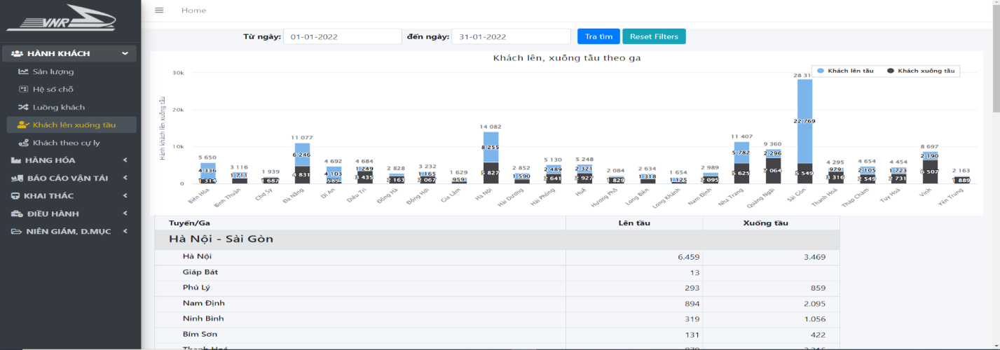 VNR
Home
Từ ngày: 01-01-2022 đến ngày: 31-01-2022 Tra tìm Reset Filters
HÀNH KHÁCH
Sản lượng
Hệ số chỗ
Luồng khách
Khách lên xuống tàu
Khách theo cự ly
HÀNG HÓA
BÁO CÁO VẬN TẢI
KHAI THÁC
ĐIỀU HÀNH
NIÊN GIÁM, D.MỤC
Khách lên, xuống tàu theo ga
Khách lên tàu Khách xuống tàu
Hành khách lên xuống tàu
30k
20k
10k
0
5 650 3 116 1 939 11 077 4 692 4 684 2 828 3 232 1 629 14 082 2 852 5 130 5 248 2 084 2 634 1 654 2 989 11 407 9 360 28 31 4 295 4 654 4 454 8 697 2 163
4 336 6 246 4 103 1 249 1 165 8 255 2 489 2 321 5 782 2 296 22 769 979 2 105 1 723 2 190
1 314 1 711 1 687 4 831 589 3 435 2 163 2 067 959 5 827 1 590 2 641 2 927 1 829 1 318 1 125 2 095 5 625 7 064 5 549 3 316 2 549 2 731 6 507 1 889
Biên Hòa Bình Thuận Chợ Sy Đà Nẵng Dĩ An Diêu Trì Đông Hà Đồng Hới Gia Lâm Hà Nội Hải Dương Hải Phòng Huế Hương Phố Long Biên Long Khánh Nam Định Nha Trang Quảng Ngãi Sài Gòn Thanh Hoá Tháp Chàm Tuy Hoà Vinh Yên Trung
Tuyến/Ga Lên tàu Xuống tàu
Hà Nội - Sài Gòn
Hà Nội 6.459 3.469
Giáp Bát 13
Phủ Lý 293 859
Nam Định 894 2.095
Ninh Bình 319 1.056
Bỉm Sơn 131 422
Thanh Hoá 979 3.316